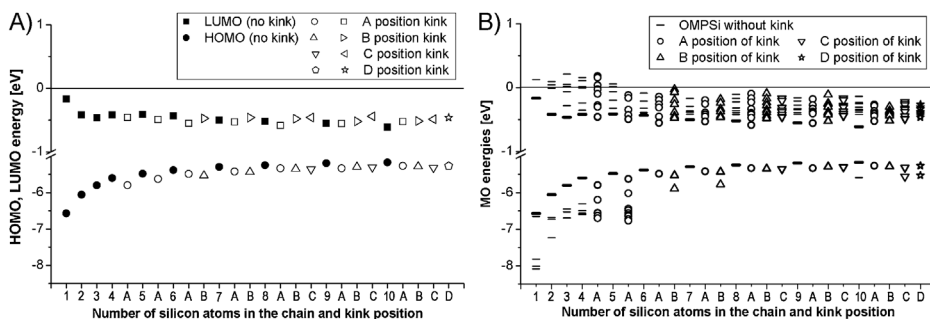 A)
LUMO (no kink) A position kink
HOMO (no kink) B position kink
C position kink
D position kink
HOMO, LUMO energy [eV]
1
0
-1
-6
-7
-8
1 2 3 4 A 5 A 6 A B 7 A B 8 A B C 9 A B C 10 A B C D
Number of silicon atoms in the chain and kink position
B)
OMPSi without kink
A position of kink C position of kink
B position of kink D position of kink
MO energies [eV]
1
0
-1
-6
-7
-8
1 2 3 4 A 5 A 6 A B 7 A B 8 A B C 9 A B C 10 A B C D
Number of silicon atoms in the chain and kink position